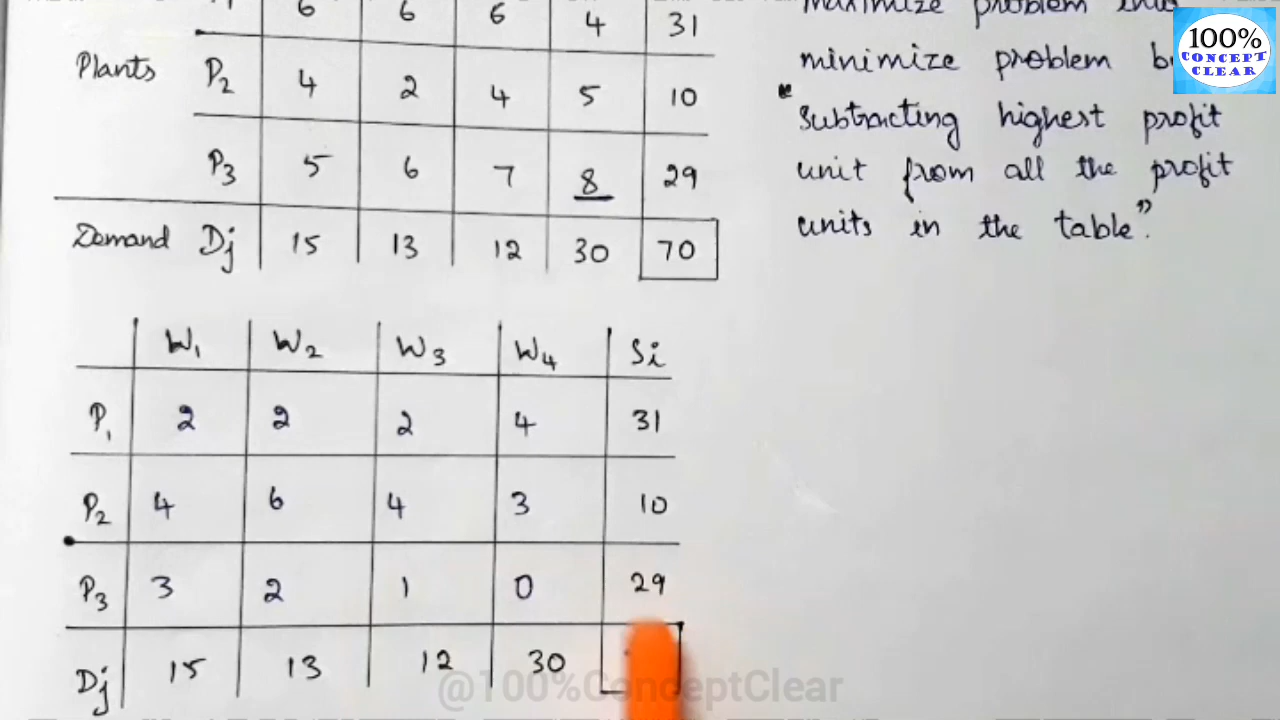 6 6 6 4 31
maximize problem into
Plants P2 4 2 4 5 10
minimize problem
"Subtracting highest profit
P3 5 6 7 8 29
unit from all the profit
units in the table".
Demand Dj 15 13 12 30 70
W1 W2 W3 W4 Si
P1 2 2 2 4 31
P2 4 6 4 3 10
P3 3 2 1 0 29
Dj 15 13 12 30
100%
CONCEPT
CLEAR
@100%ConceptClear